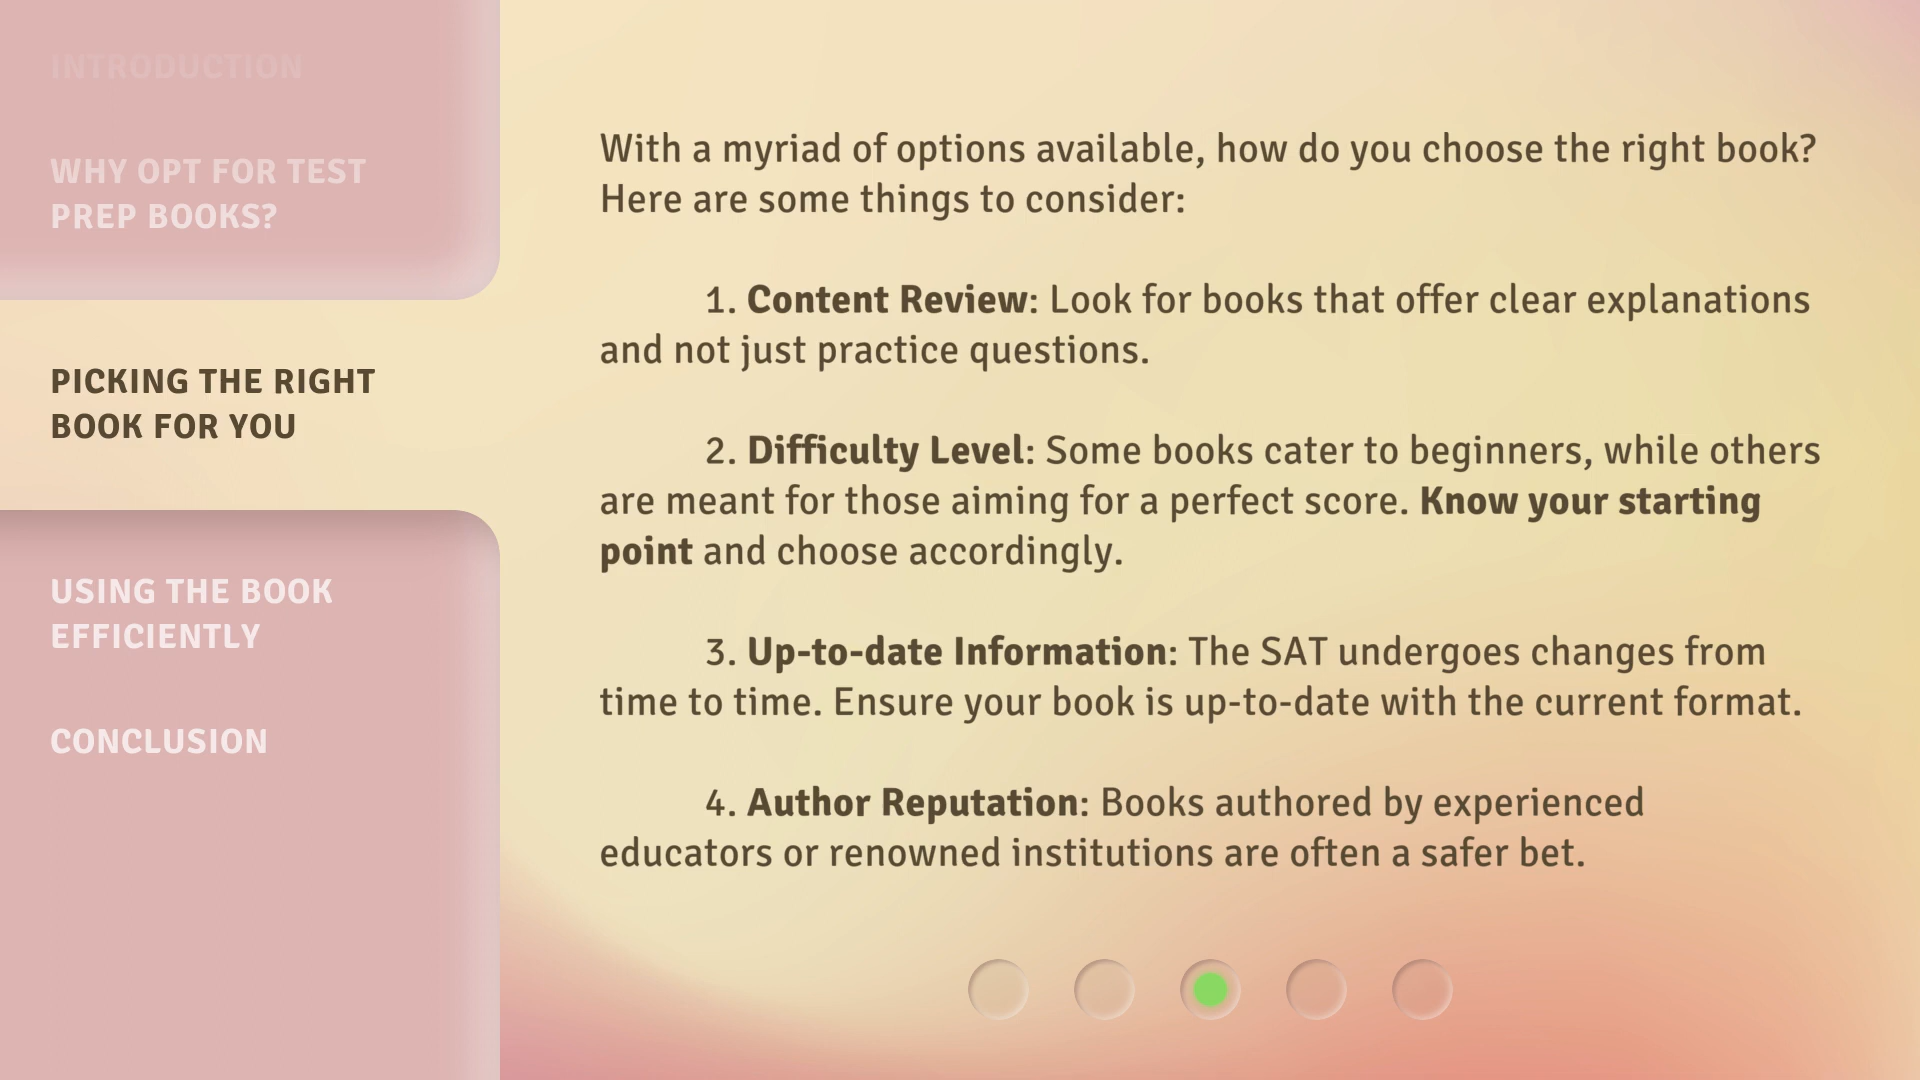 INTRODUCTION
WHY OPT FOR TEST
PREP BOOKS?
PICKING THE RIGHT
BOOK FOR YOU
USING THE BOOK
EFFICIENTLY
CONCLUSION
With a myriad of options available, how do you choose the right book?
Here are some things to consider:
1. Content Review: Look for books that offer clear explanations
and not just practice questions.
2. Difficulty Level: Some books cater to beginners, while others
are meant for those aiming for a perfect score. Know your starting
point and choose accordingly.
3. Up-to-date Information: The SAT undergoes changes from
time to time. Ensure your book is up-to-date with the current format.
4. Author Reputation: Books authored by experienced
educators or renowned institutions are often a safer bet.